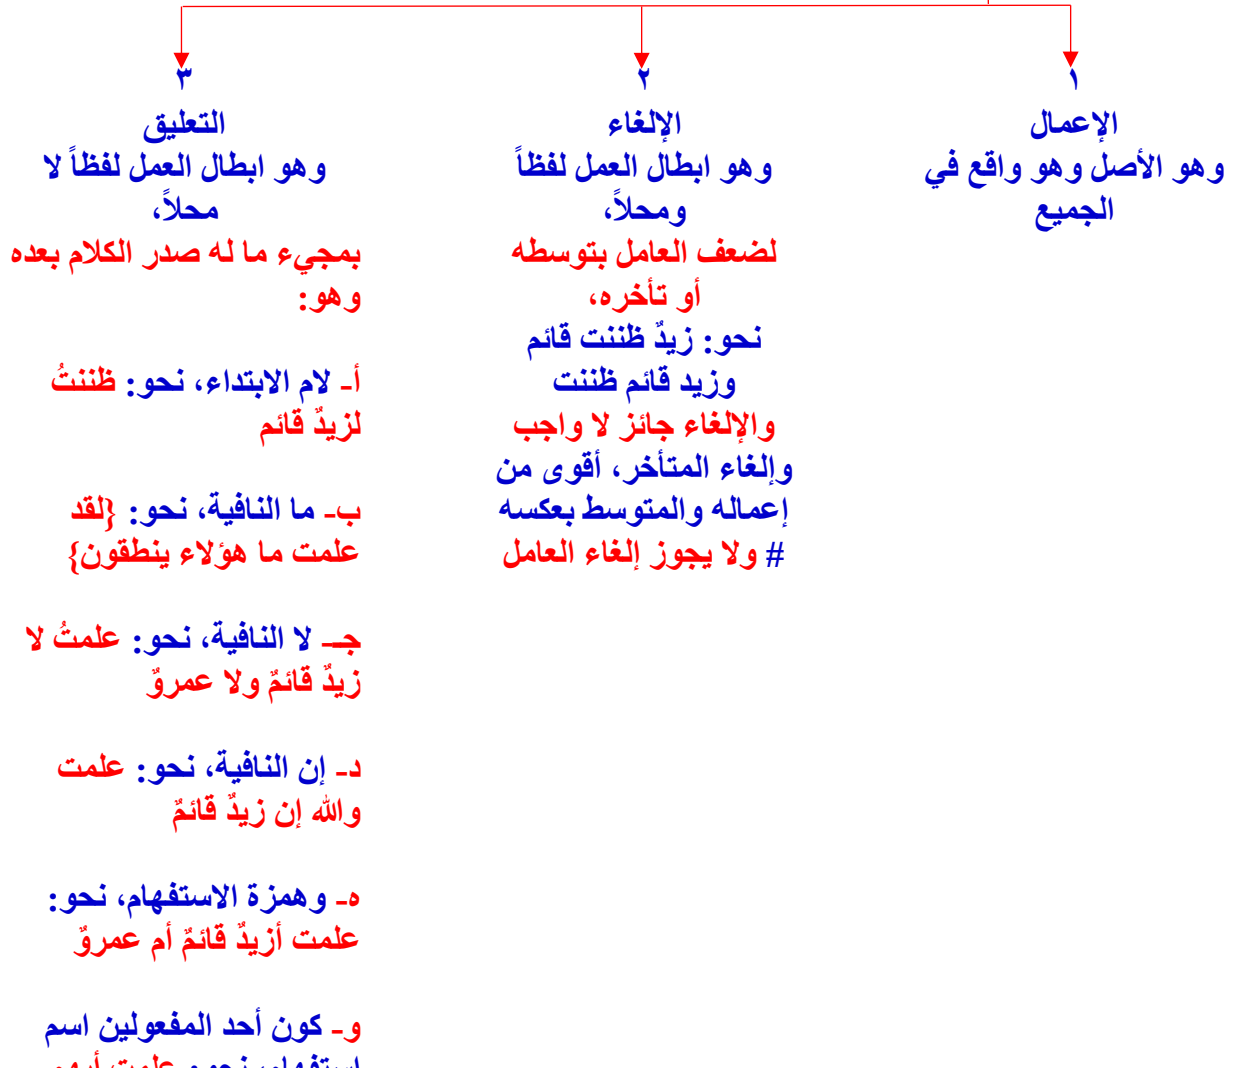 ١
الإعمال
وهو الأصل وهو واقع في
الجميع
٢
الإلغاء
وهو ابطال العمل لفظاً
ومحلاً،
لضعف العامل بتوسطه
أو تأخره،
نحو: زيدٌ ظننت قائم
وزيد قائم ظننت
والإلغاء جائز لا واجب
وإلغاء المتأخر، أقوى من
إعماله والمتوسط بعكسه
# ولا يجوز إلغاء العامل
٣
التعليق
وهو ابطال العمل لفظاً لا
محلاً،
بمجيء ما له صدر الكلام بعده
وهو:
أ- لام الابتداء، نحو: ظننتُ
لزيدٌ قائم
ب- ما النافية، نحو: {لقد
علمت ما هؤلاء ينطقون}
جـ- لا النافية، نحو: علمتُ لا
زيدٌ قائمٌ ولا عمروٌ
د- إن النافية، نحو: علمت
والله إن زيدٌ قائمٌ
ه- وهمزة الاستفهام، نحو:
علمت أزيدٌ قائمٌ أم عمروٌ
و- كون أحد المفعولين اسم
استفهام، نحو: علمت أيهم